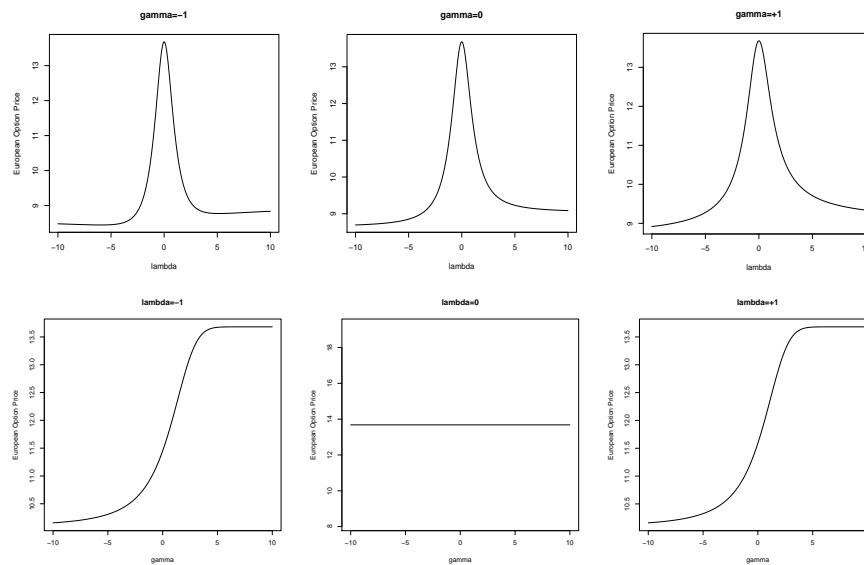 gamma=−1
European Option Price
13
12
11
10
9
−10 −5 0 5 10
lambda
gamma=0
European Option Price
13
12
11
10
9
−10 −5 0 5 10
lambda
gamma=+1
European Option Price
13
12
11
10
9
−10 −5 0 5 10
lambda
lambda=−1
European Option Price
13.5
13.0
12.5
12.0
11.5
11.0
10.5
−10 −5 0 5 10
gamma
lambda=0
European Option Price
18
16
14
12
10
8
−10 −5 0 5 10
gamma
lambda=+1
European Option Price
13.5
13.0
12.5
12.0
11.5
11.0
10.5
−10 −5 0 5
gamma